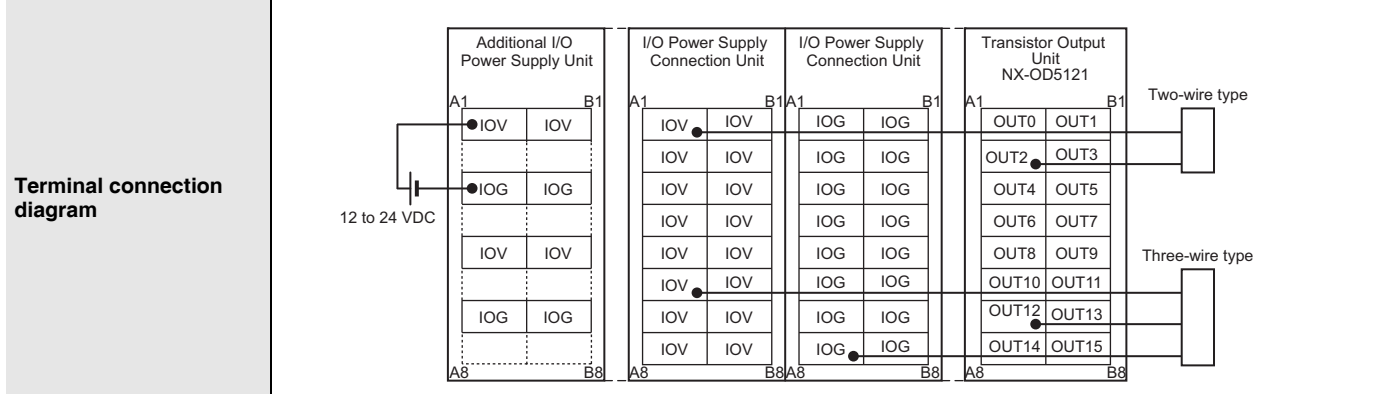 Terminal connection
diagram
Additional I/O
Power Supply Unit
A1 B1
IOV IOV
IOG IOG
IOV IOV
IOG IOG
A8 B8
12 to 24 VDC
I/O Power Supply
Connection Unit
A1 B1
IOV IOV
IOV IOV
IOV IOV
IOV IOV
IOV IOV
IOV IOV
IOV IOV
IOV IOV
A8 B8
I/O Power Supply
Connection Unit
A1 B1
IOG IOG
IOG IOG
IOG IOG
IOG IOG
IOG IOG
IOG IOG
IOG IOG
IOG IOG
A8 B8
Transistor Output
Unit
NX-OD5121
A1 B1
OUT0 OUT1
OUT2 OUT3
OUT4 OUT5
OUT6 OUT7
OUT8 OUT9
OUT10 OUT11
OUT12 OUT13
OUT14 OUT15
A8 B8
Two-wire type
Three-wire type